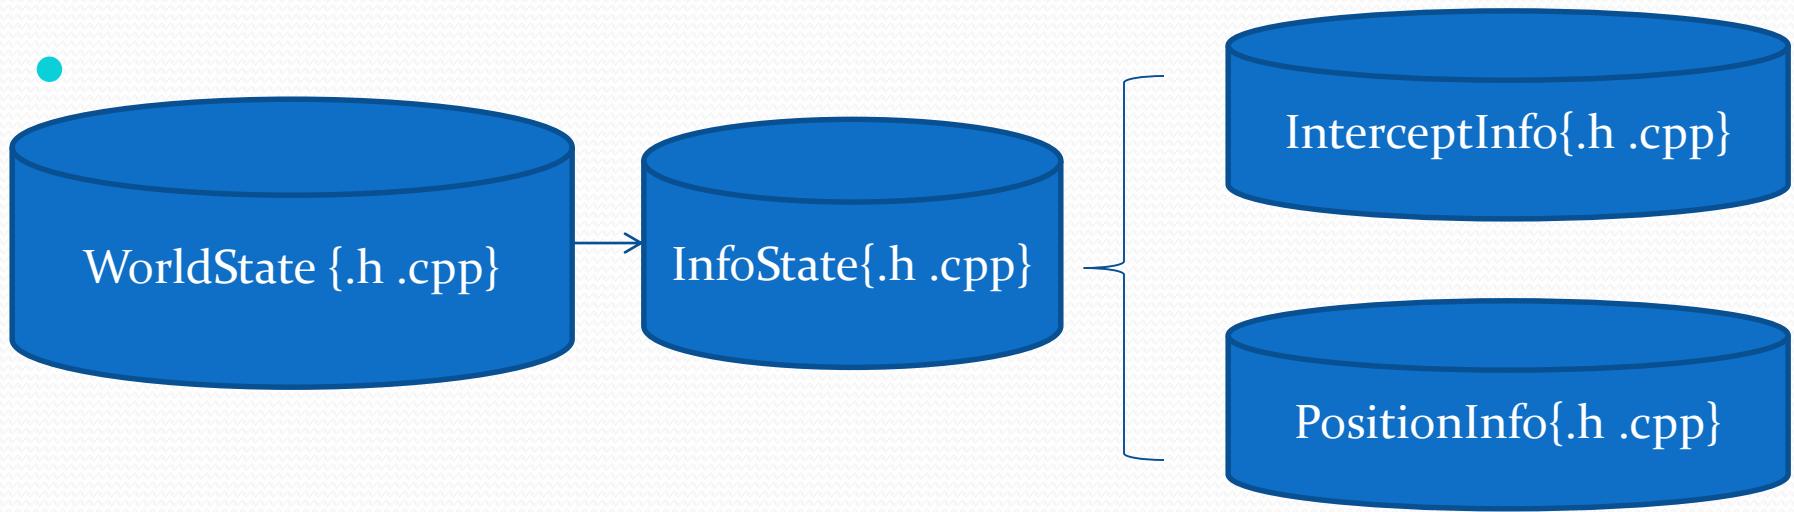 WorldState {.h .cpp}
InfoState{.h .cpp}
InterceptInfo{.h .cpp}
PositionInfo{.h .cpp}